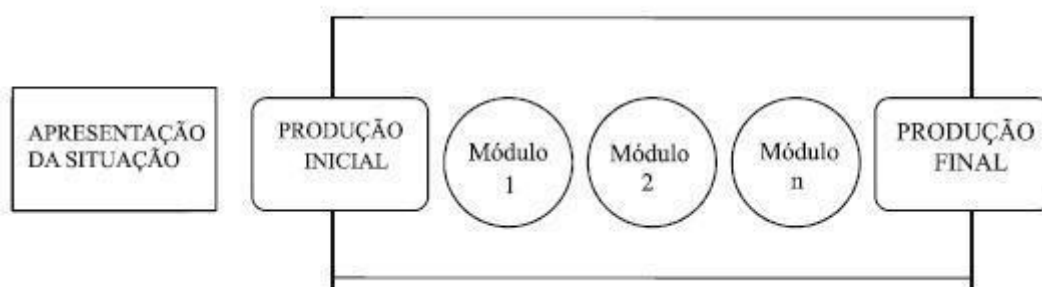 APRESENTAÇÃO
DA SITUAÇÃO
PRODUÇÃO
INICIAL
Módulo
1
Módulo
2
Módulo
n
PRODUÇÃO
FINAL